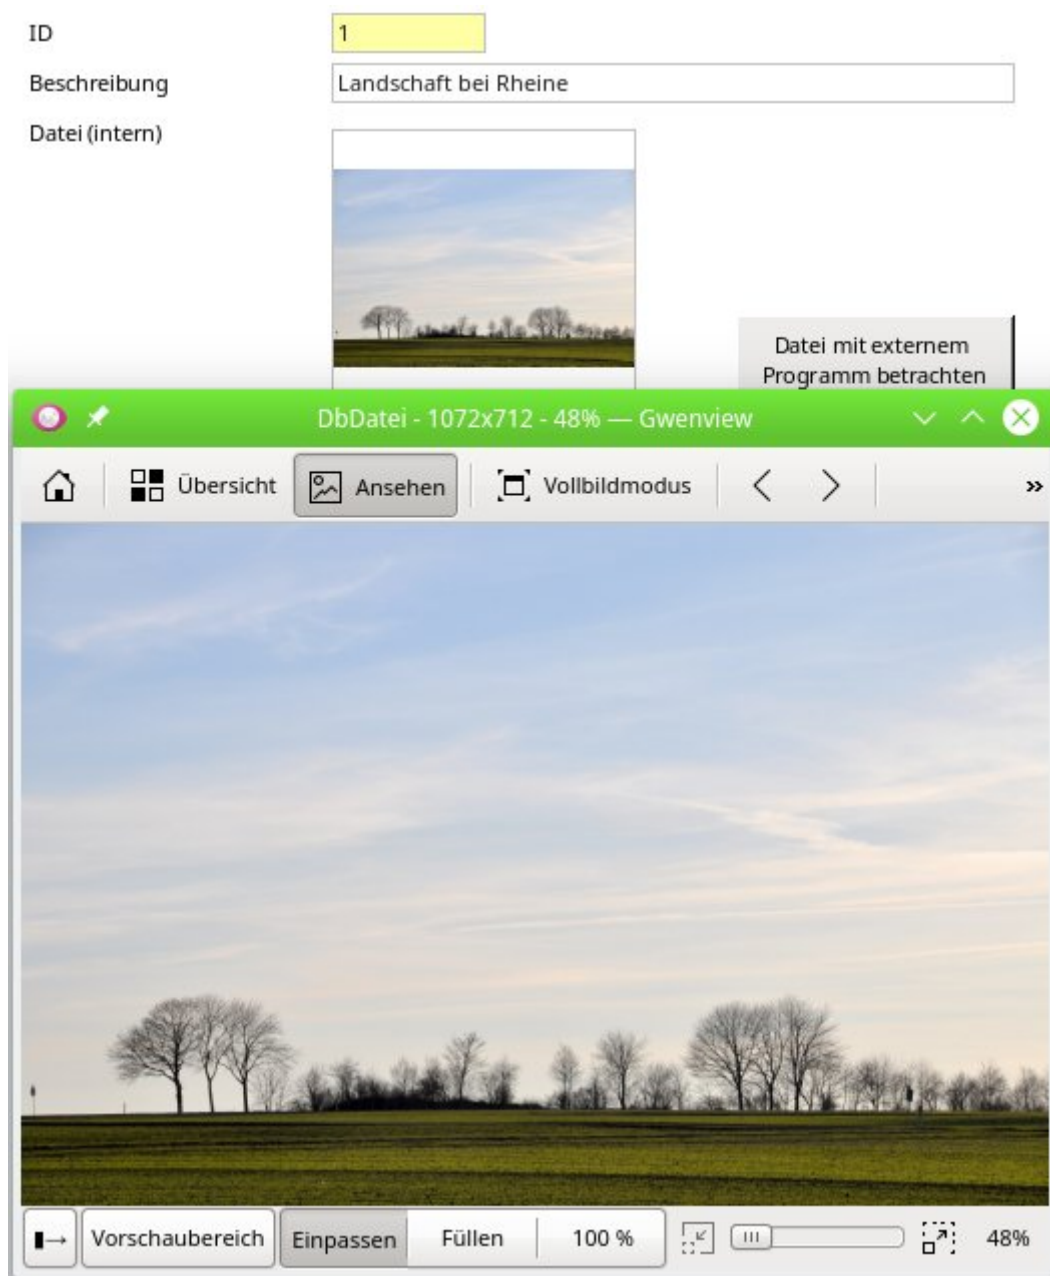 ID
1
Beschreibung
Landschaft bei Rheine
Datei (intern)
Datei mit externem
Programm betrachten
DbDatei - 1072x712 - 48% — Gwenview
Übersicht
Ansehen
Vollbildmodus
Vorschaubereich
Einpassen
Füllen
100 %
48%